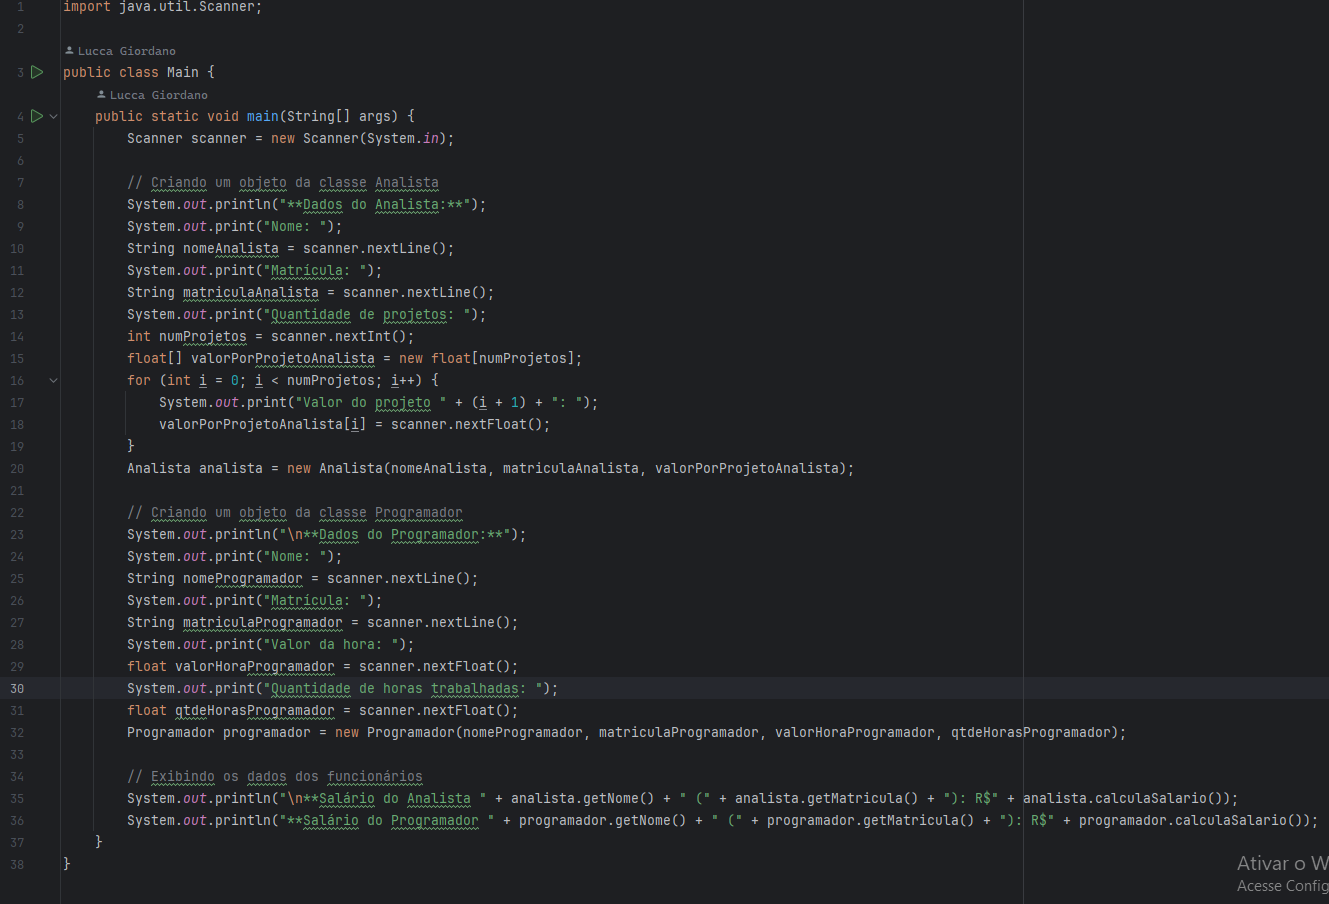 1 import java.util.Scanner;
2
Lucca Giordano
3 public class Main {
Lucca Giordano
4 public static void main(String[] args) {
5 Scanner scanner = new Scanner(System.in);
6
7 // Criando um objeto da classe Analista
8 System.out.println("**Dados do Analista:**");
9 System.out.print("Nome: ");
10 String nomeAnalista = scanner.nextLine();
11 System.out.print("Matrícula: ");
12 String matriculaAnalista = scanner.nextLine();
13 System.out.print("Quantidade de projetos: ");
14 int numProjetos = scanner.nextInt();
15 float[] valorPorProjetoAnalista = new float[numProjetos];
16 for (int i = 0; i < numProjetos; i++) {
17 System.out.print("Valor do projeto " + (i + 1) + ": ");
18 valorPorProjetoAnalista[i] = scanner.nextFloat();
19 }
20 Analista analista = new Analista(nomeAnalista, matriculaAnalista, valorPorProjetoAnalista);
21
22 // Criando um objeto da classe Programador
23 System.out.println("\n**Dados do Programador:**");
24 System.out.print("Nome: ");
25 String nomeProgramador = scanner.nextLine();
26 System.out.print("Matrícula: ");
27 String matriculaProgramador = scanner.nextLine();
28 System.out.print("Valor da hora: ");
29 float valorHoraProgramador = scanner.nextFloat();
30 System.out.print("Quantidade de horas trabalhadas: ");
31 float qtdeHorasProgramador = scanner.nextFloat();
32 Programador programador = new Programador(nomeProgramador, matriculaProgramador, valorHoraProgramador, qtdeHorasProgramador);
33
34 // Exibindo os dados dos funcionários
35 System.out.println("\n**Salário do Analista " + analista.getNome() + " (" + analista.getMatricula() + "): R$" + analista.calculaSalario());
36 System.out.println("**Salário do Programador " + programador.getNome() + " (" + programador.getMatricula() + "): R$" + programador.calculaSalario());
37 }
38 }
Ativar o W
Acesse Config